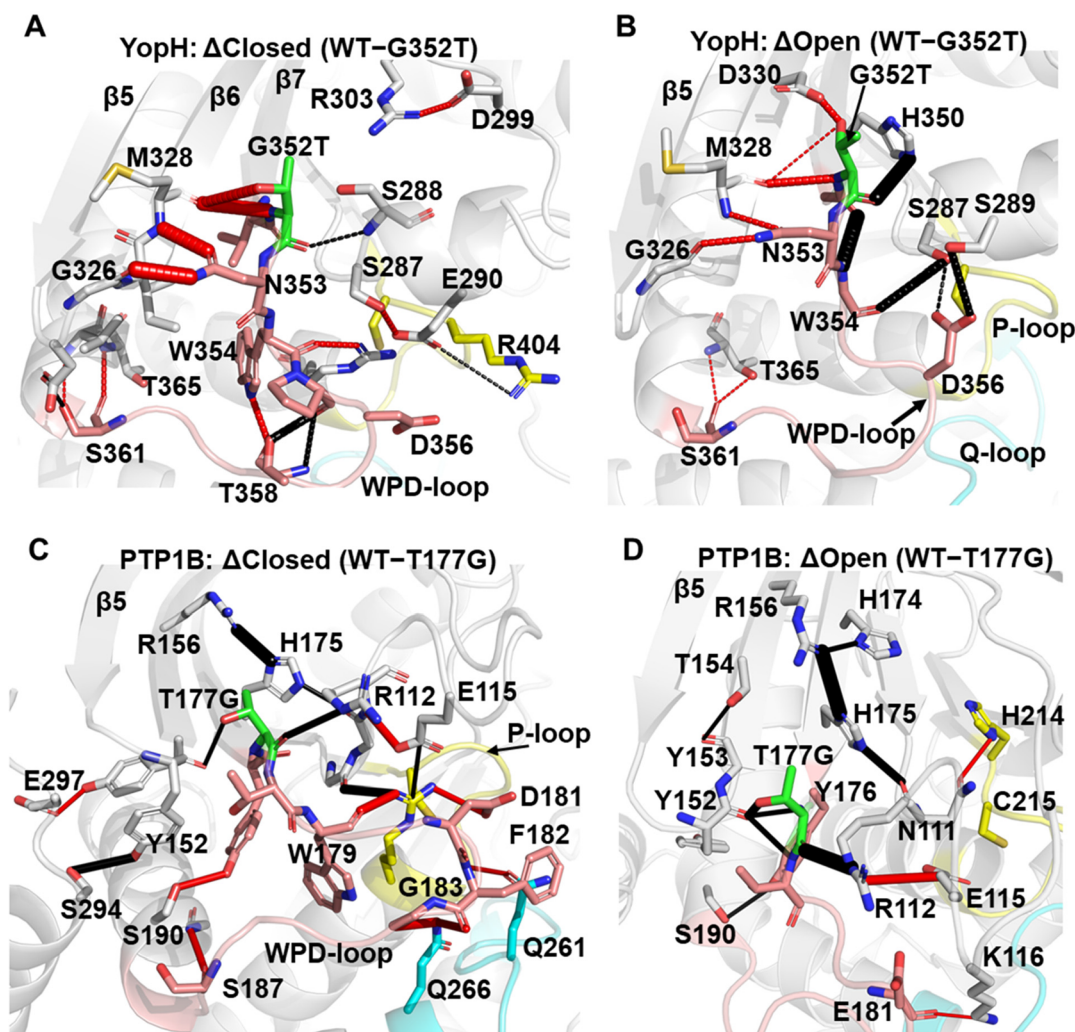 A
YopH: ΔClosed (WT−G352T)
β5
β6
β7
R303
D299
G352T
M328
S288
S287
E290
G326
N353
R404
W354
T365
D356
S361
T358
WPD-loop
B
YopH: ΔOpen (WT−G352T)
D330
G352T
β5
H350
M328
S287
S289
G326
N353
P-loop
W354
T365
D356
WPD-loop
S361
Q-loop
C
PTP1B: ΔClosed (WT−T177G)
β5
R156
H175
T177G
R112
E115
P-loop
E297
D181
Y152
F182
W179
G183
S294
S190
WPD-loop
Q261
S187
Q266
D
PTP1B: ΔOpen (WT−T177G)
β5
R156
H174
T154
H175
H214
Y153
T177G
Y152
Y176
C215
N111
S190
R112
E115
K116
E181